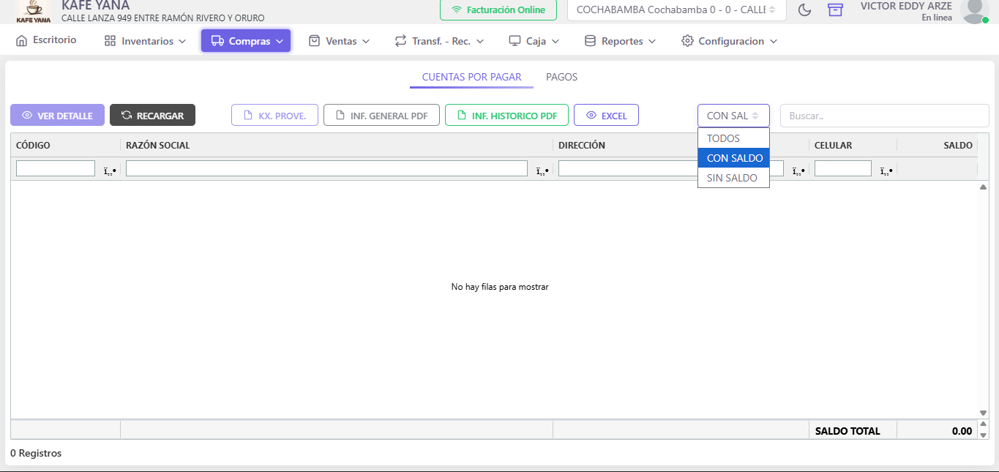 KAFE YANA
KAFE YANA
CALLE LANZA 949 ENTRE RAMÓN RIVERO Y ORURO
Facturación Online
COCHABAMBA Cochabamba 0 - 0 - CALLE
VICTOR EDDY ARZE
En linea
Escritorio
Inventarios
Compras
Ventas
Transf. - Rec.
Caja
Reportes
Configuracion
CUENTAS POR PAGAR
PAGOS
VER DETALLE
RECARGAR
KX. PROVE.
INF. GENERAL PDF
INF. HISTORICO PDF
EXCEL
CON SAL
Buscar..
TODOS
CON SALDO
SIN SALDO
CÓDIGO
RAZÓN SOCIAL
DIRECCIÓN
CELULAR
SALDO
ï‚‚•
ï‚‚•
ï‚‚•
ï‚‚•
No hay filas para mostrar
SALDO TOTAL
0.00
0 Registros